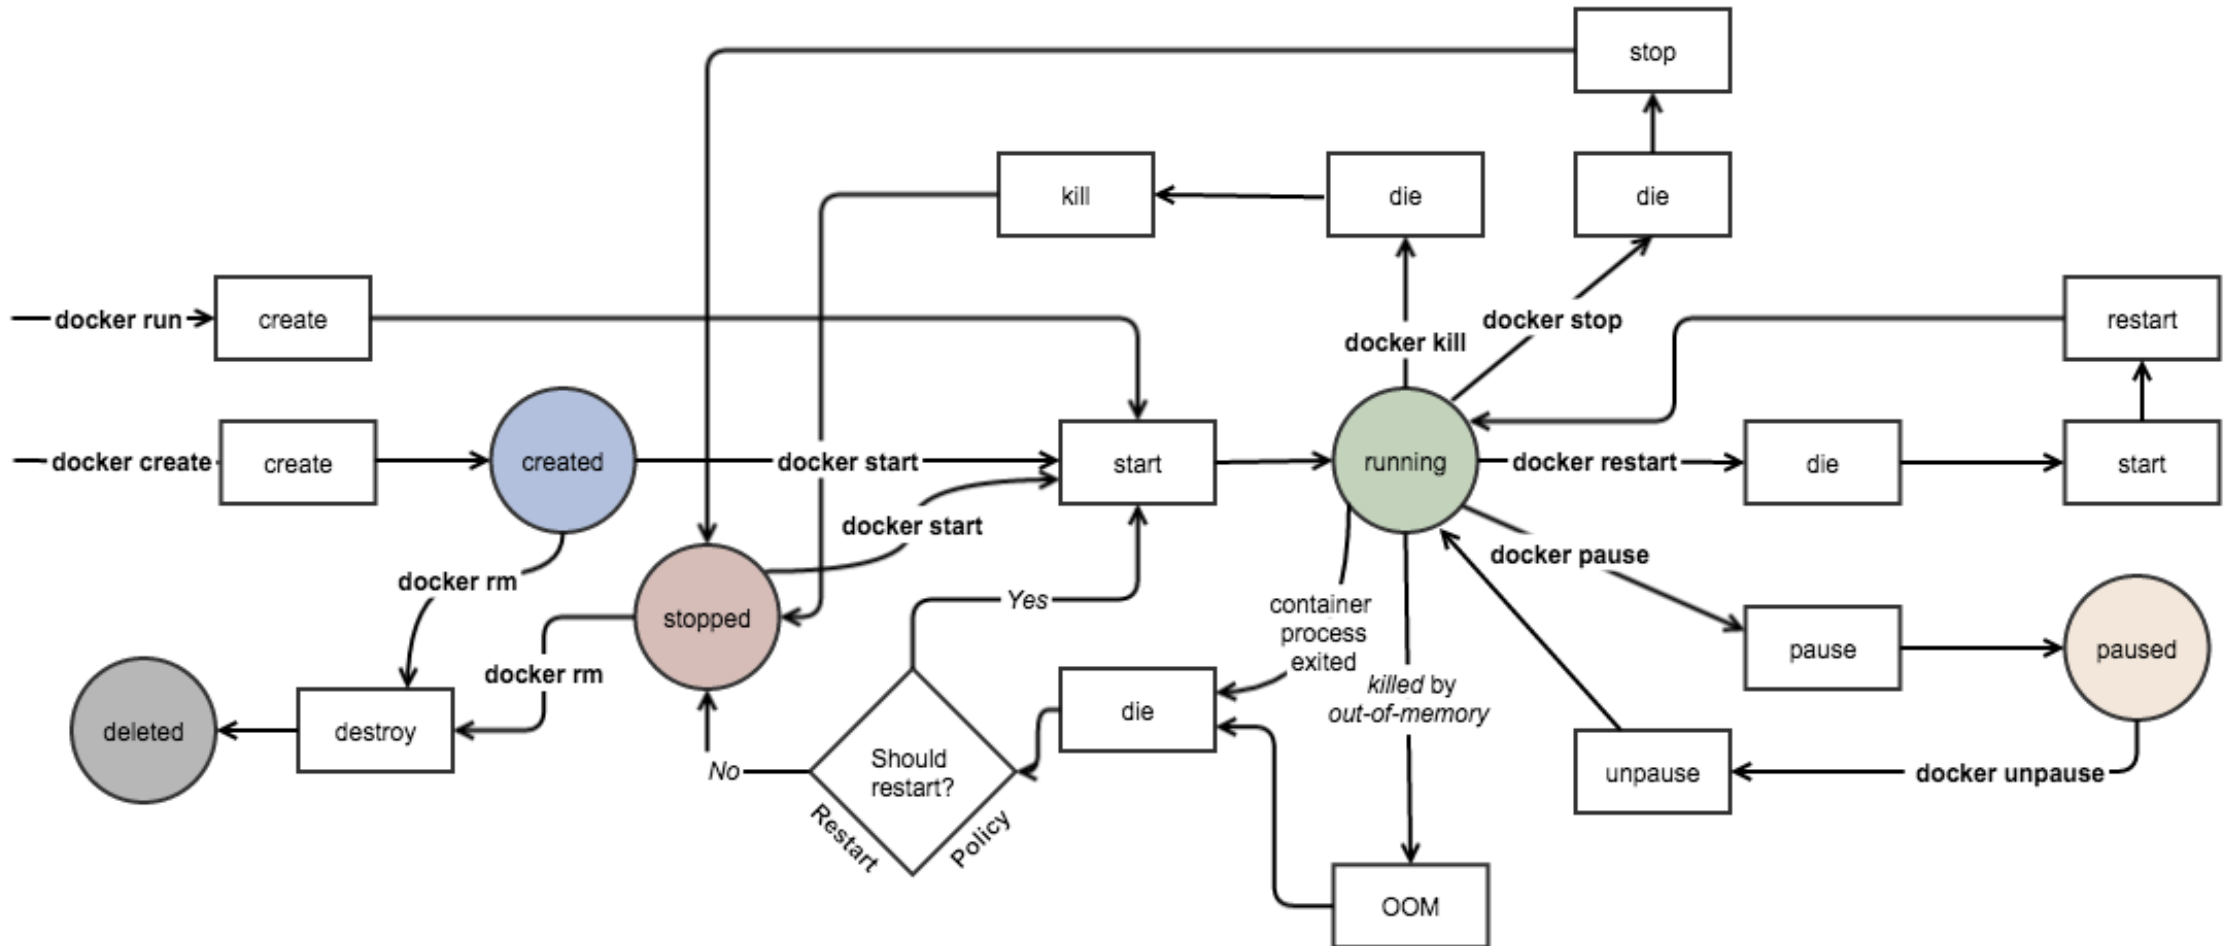 stop
kill
die
die
docker run
create
docker kill
docker stop
restart
docker create
create
created
docker start
start
running
docker restart
die
start
docker start
docker pause
docker rm
stopped
Yes
container
process
exited
pause
paused
docker rm
killed by
out-of-memory
deleted
destroy
No
Should
restart?
die
unpause
docker unpause
Restart
Policy
OOM